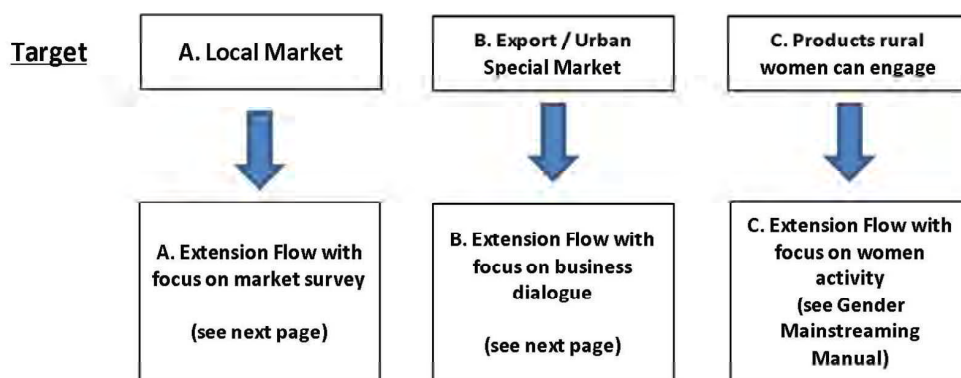 Target
A. Local Market
B. Export / Urban
Special Market
C. Products rural
women can engage
A. Extension Flow with
focus on market survey
(see next page)
B. Extension Flow with
focus on business
dialogue
(see next page)
C. Extension Flow with
focus on women
activity
(see Gender
Mainstreaming
Manual)